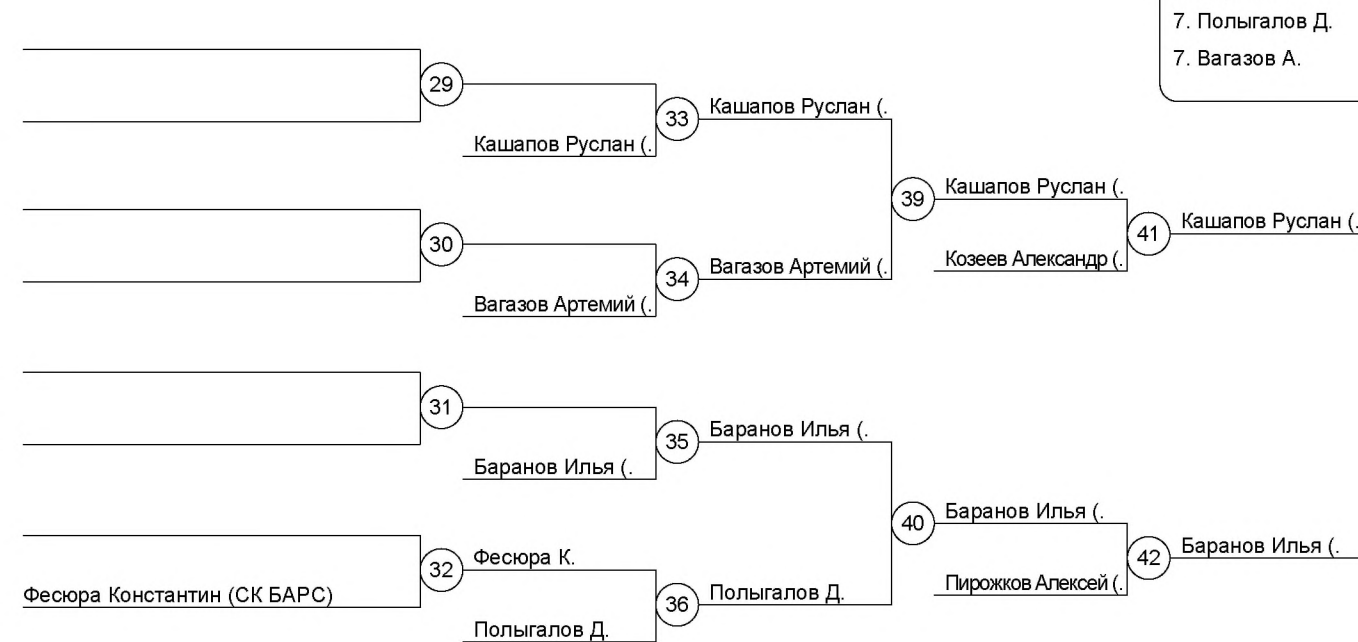 7. Полыгалов Д.
7. Вагазов А.
29
33
Кашапов Руслан (.
Кашапов Руслан (.
39
Кашапов Руслан (.
41
Кашапов Руслан (.
30
34
Вагазов Артемий (.
Козеев Александр (.
Вагазов Артемий (.
31
35
Баранов Илья (.
Баранов Илья (.
40
Баранов Илья (.
42
Баранов Илья (.
32
Фесюра К.
Пирожков Алексей (.
Фесюра Константин (СК БАРС)
36
Полыгалов Д.
Полыгалов Д.